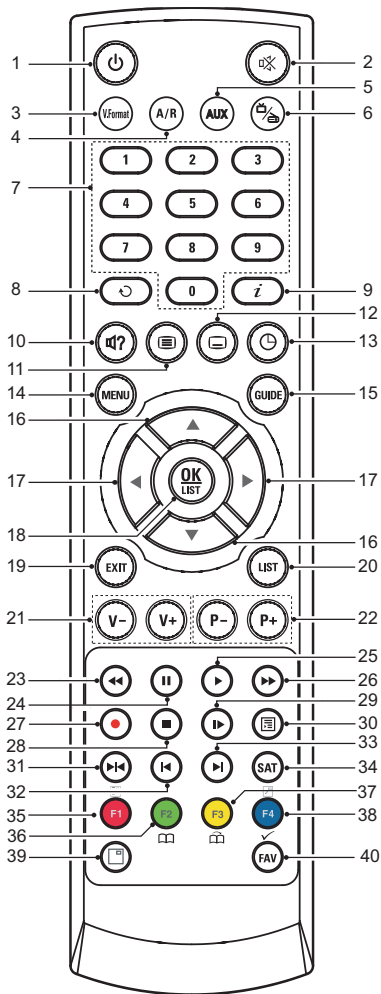 1 2
5
3 V.Format A/R AUX 6
4
1 2 3
7
4 5 6
7 8 9
8 0 i 9
12
10 ? 13
11
14 MENU GUIDE 15
16
17 OK 17
LIST
18
16
19 EXIT LIST 20
21 V- V+ P- P+ 22
25
23 26
24 29
27 30
28 33
31 SAT 34
32 37
35 F1 F2 F3 F4 38
36
39 FAV 40